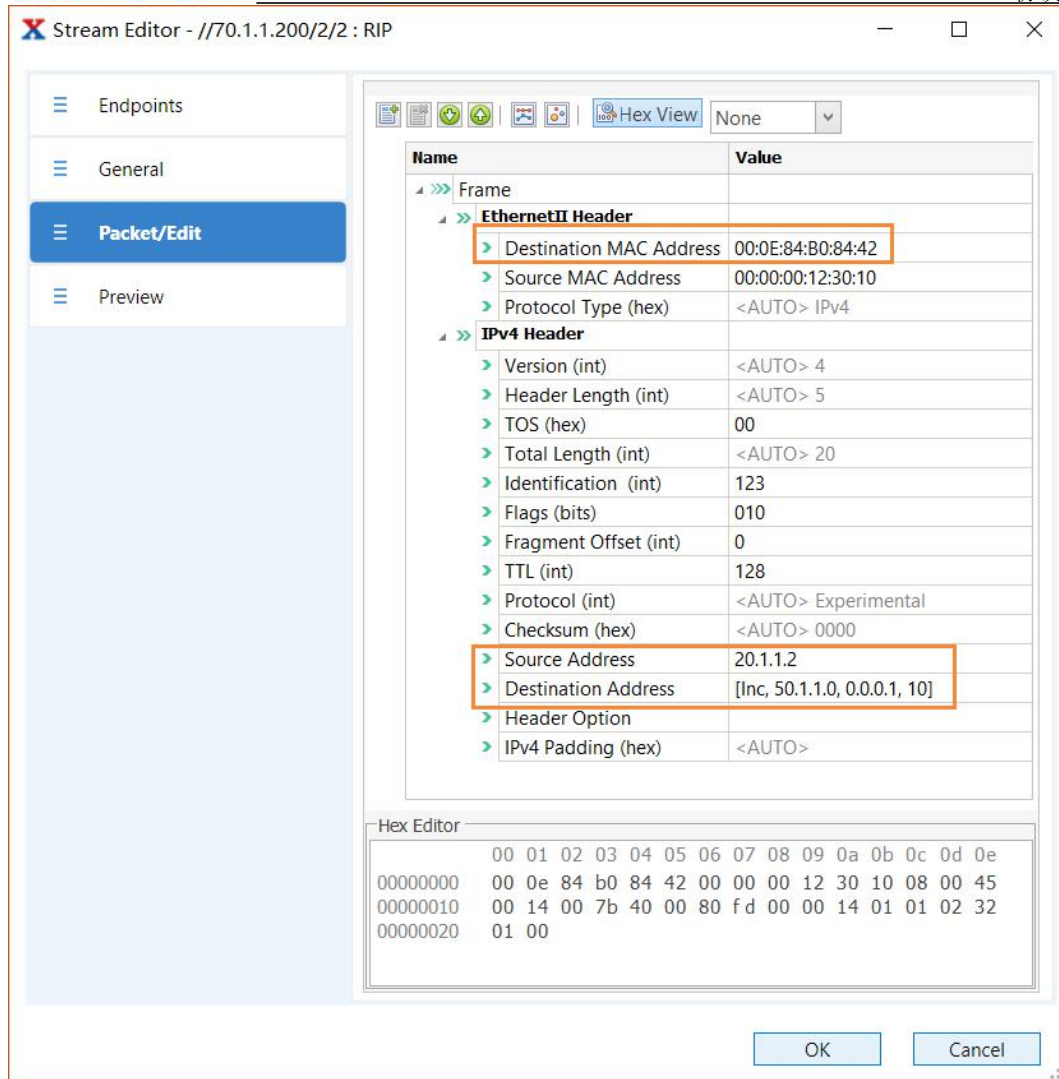 Stream Editor - //70.1.1.200/2/2 : RIP
Endpoints
General
Packet/Edit
Preview
Hex View None
Name Value
Frame
EthernetII Header
Destination MAC Address 00:0E:84:B0:84:42
Source MAC Address 00:00:00:12:30:10
Protocol Type (hex) <AUTO> IPv4
IPv4 Header
Version (int) <AUTO> 4
Header Length (int) <AUTO> 5
TOS (hex) 00
Total Length (int) <AUTO> 20
Identification (int) 123
Flags (bits) 010
Fragment Offset (int) 0
TTL (int) 128
Protocol (int) <AUTO> Experimental
Checksum (hex) <AUTO> 0000
Source Address 20.1.1.2
Destination Address [Inc, 50.1.1.0, 0.0.0.1, 10]
Header Option
IPv4 Padding (hex) <AUTO>
Hex Editor
00 01 02 03 04 05 06 07 08 09 0a 0b 0c 0d 0e
00000000 00 0e 84 b0 84 42 00 00 00 12 30 10 08 00 45
00000010 00 14 00 7b 40 00 80 fd 00 00 14 01 01 02 32
00000020 01 00
OK Cancel